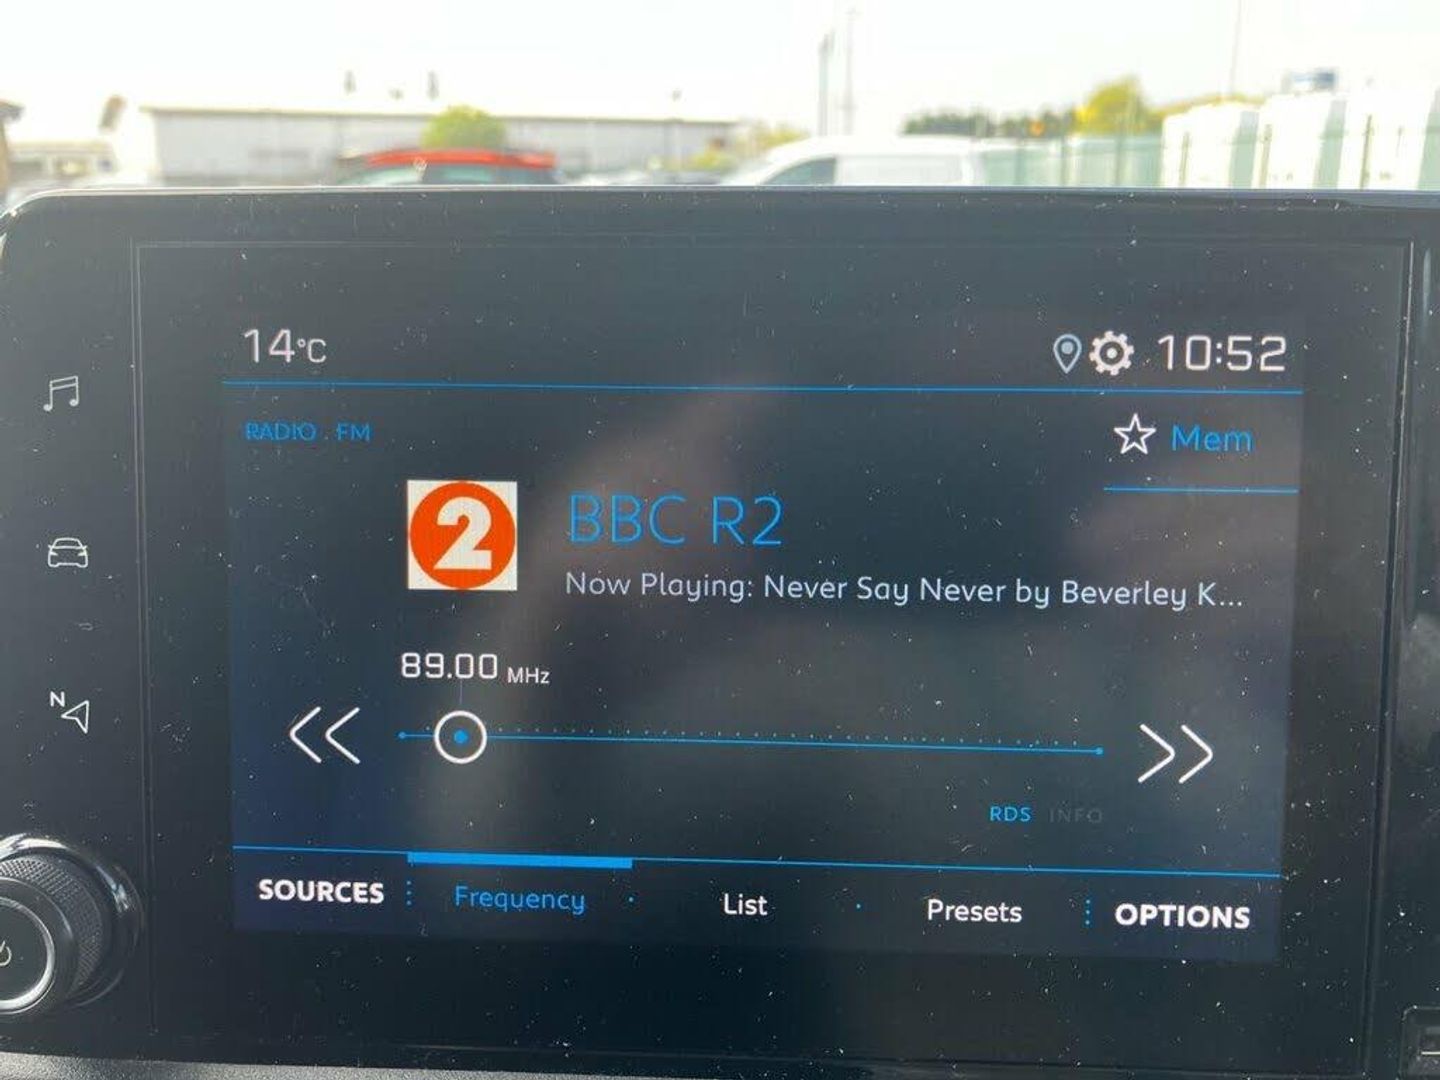 14°C
10:52
RADIO . FM
Mem
2
BBC R2
Now Playing: Never Say Never by Beverley K...
89.00 MHz
N
RDS INFO
SOURCES
Frequency
List
Presets
OPTIONS